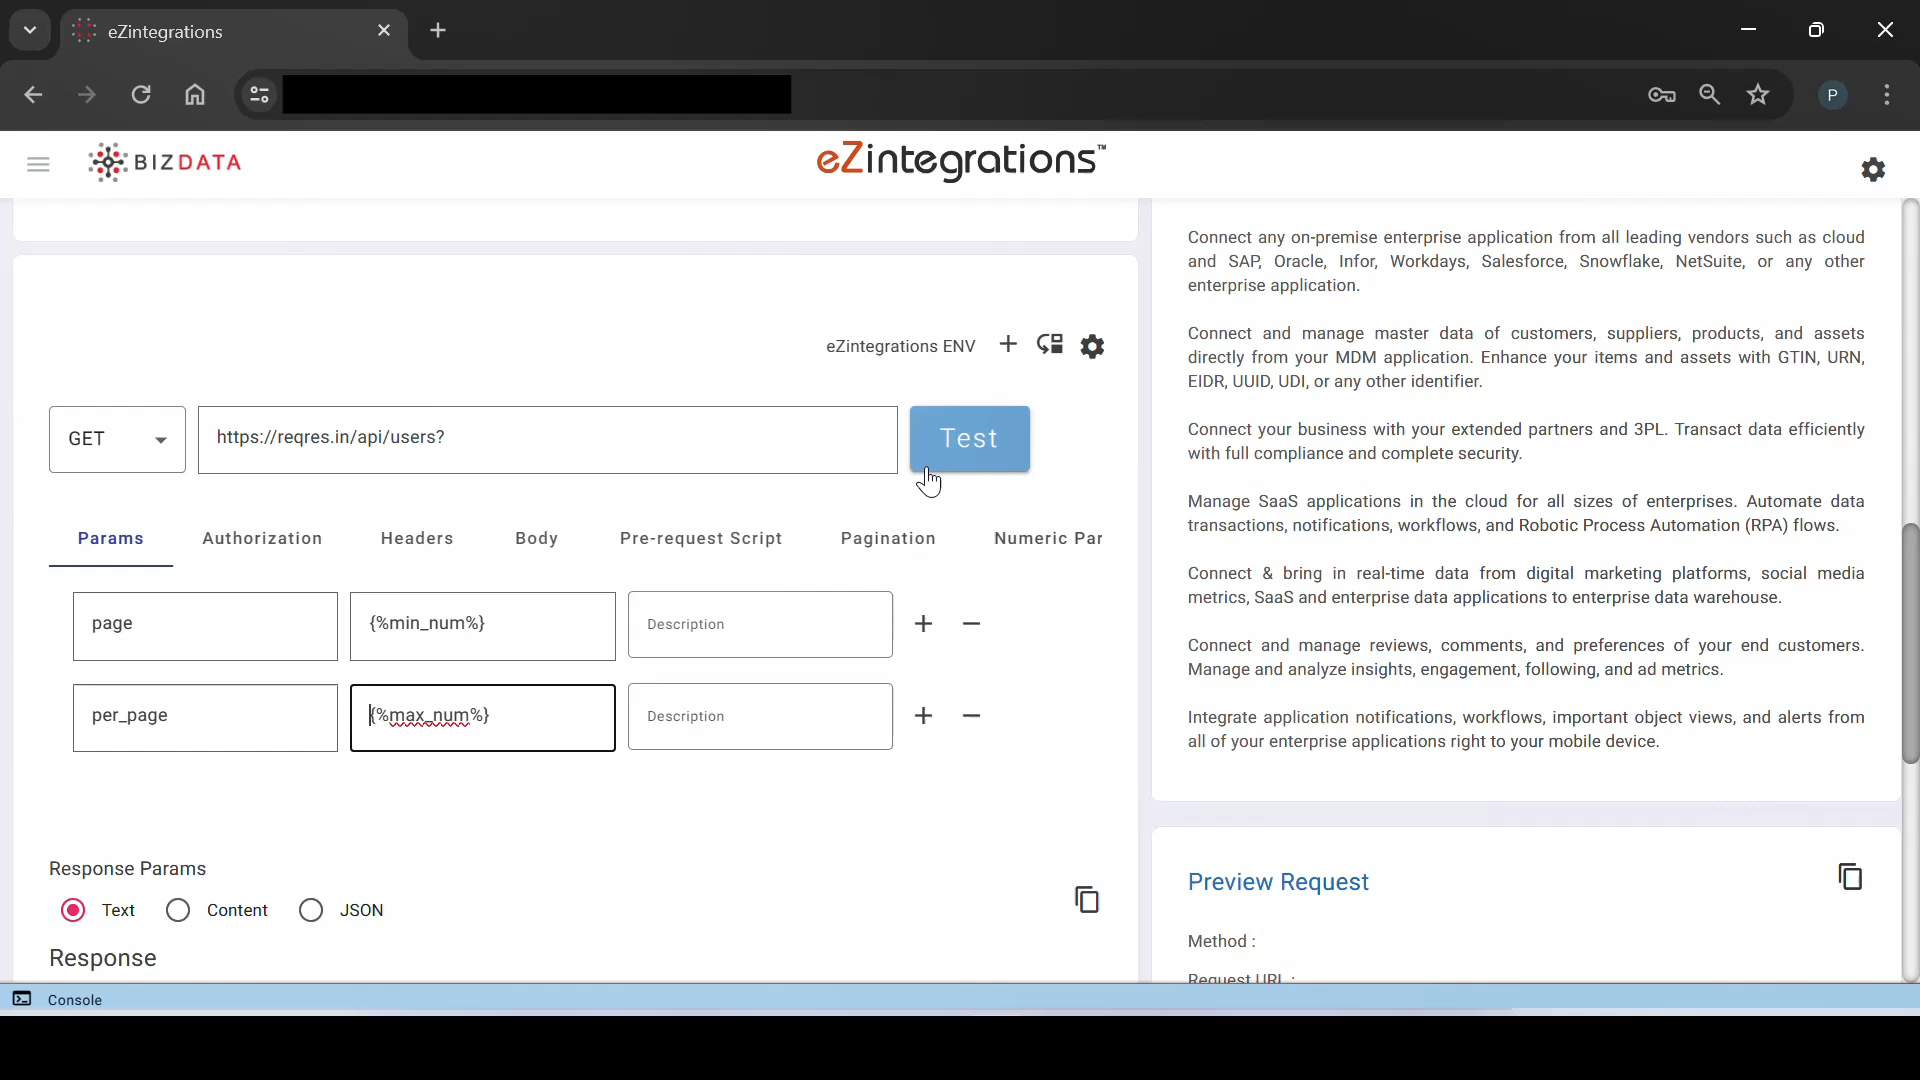 eZintegrations
P
BIZDATA
eZintegrations™
eZintegrations ENV
GET
https://reqres.in/api/users?
Test
Params
Authorization
Headers
Body
Pre-request Script
Pagination
Numeric Par
page
{%min_num%}
Description
per_page
{%max_num%}
Description
Response Params
Text
Content
JSON
Response
Connect any on-premise enterprise application from all leading vendors such as cloud
and SAP, Oracle, Infor, Workdays, Salesforce, Snowflake, NetSuite, or any other
enterprise application.
Connect and manage master data of customers, suppliers, products, and assets
directly from your MDM application. Enhance your items and assets with GTIN, URN,
EIDR, UUID, UDI, or any other identifier.
Connect your business with your extended partners and 3PL. Transact data efficiently
with full compliance and complete security.
Manage SaaS applications in the cloud for all sizes of enterprises. Automate data
transactions, notifications, workflows, and Robotic Process Automation (RPA) flows.
Connect & bring in real-time data from digital marketing platforms, social media
metrics, SaaS and enterprise data applications to enterprise data warehouse.
Connect and manage reviews, comments, and preferences of your end customers.
Manage and analyze insights, engagement, following, and ad metrics.
Integrate application notifications, workflows, important object views, and alerts from
all of your enterprise applications right to your mobile device.
Preview Request
Method :
Request URL :
Console